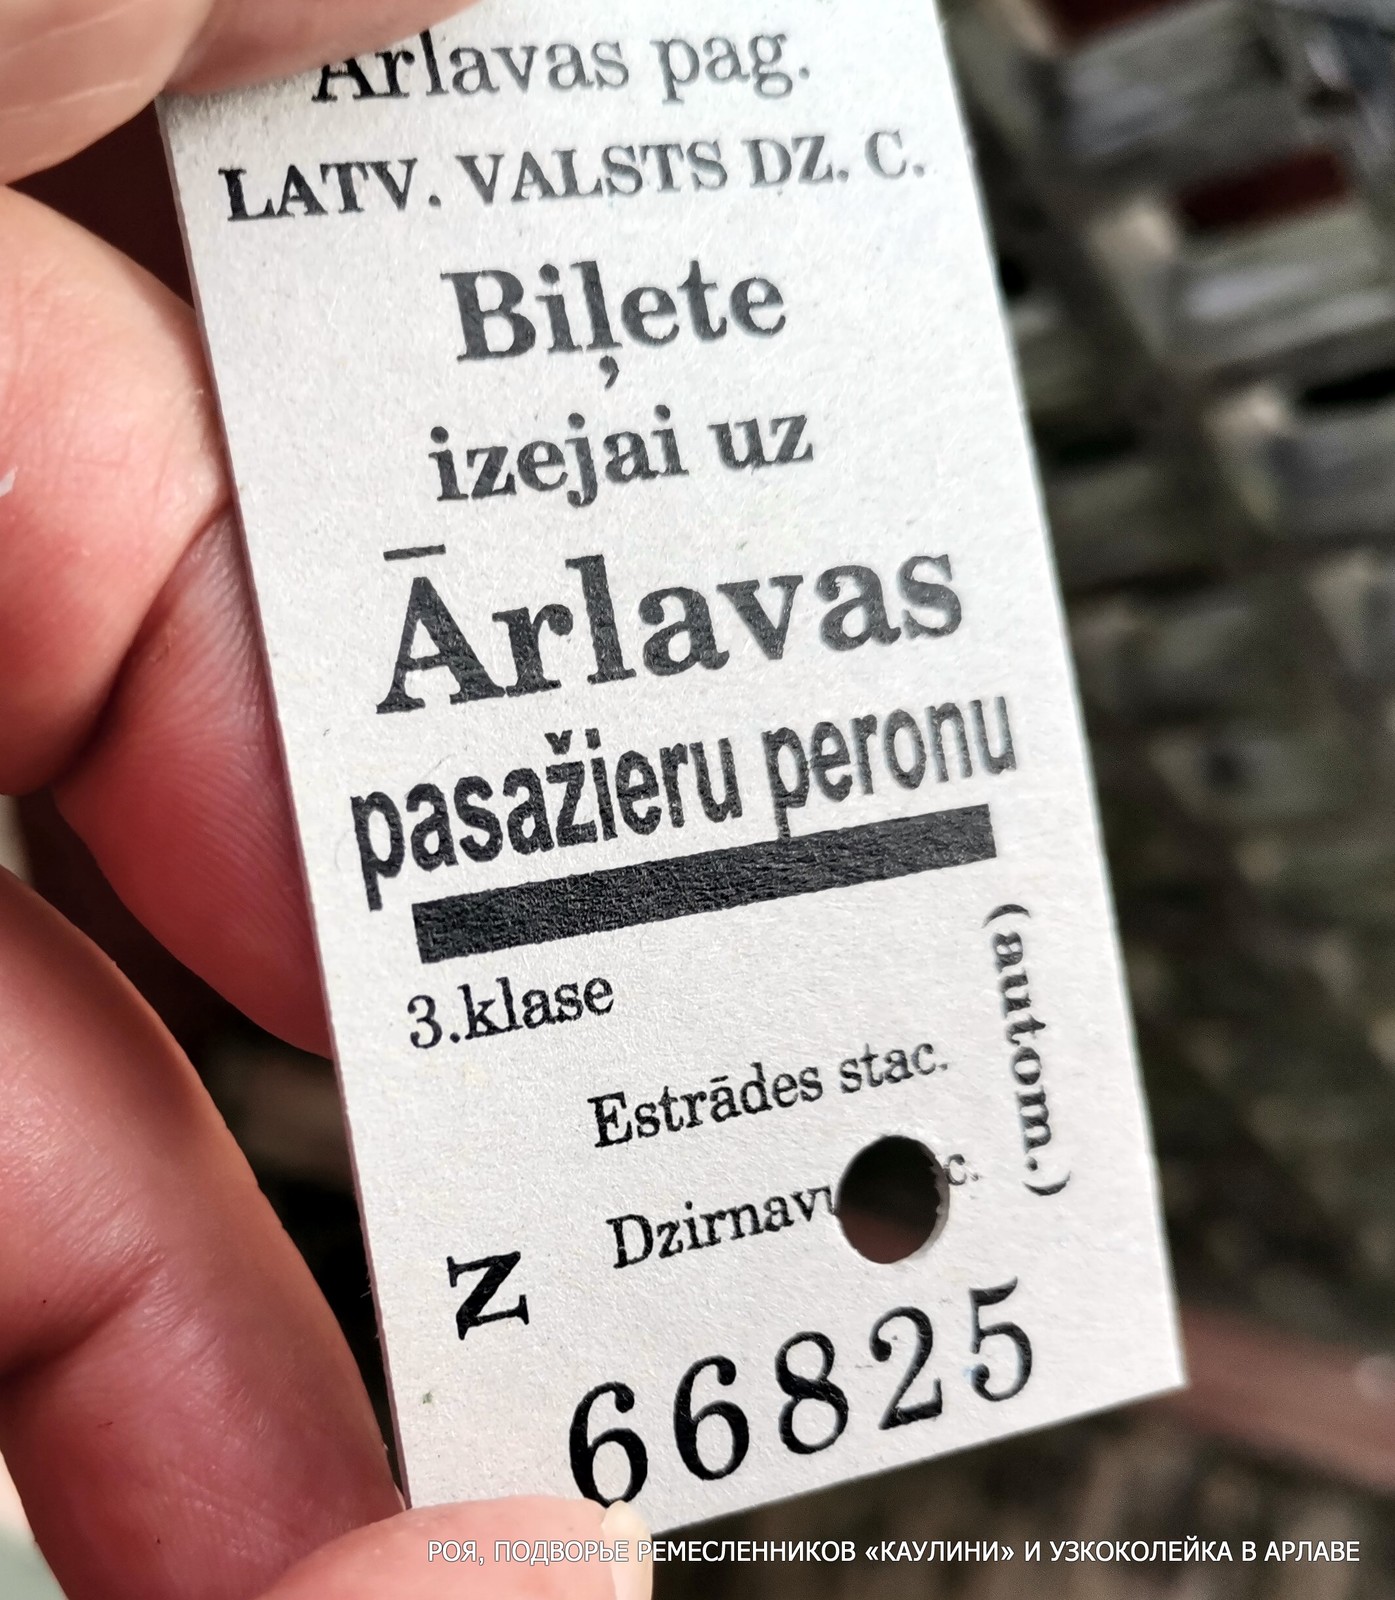 Ārlavas pag.
LATV. VALSTS DZ. C.
Biļete
izejai uz
Ārlavas
pasažieru peronu
3.klase
(autom.)
Estrādes stac.
Z
66825
РОЯ, ПОДВОРЬЕ РЕМЕСЛЕННИКОВ «КАУЛИНИ» И УЗКОКОЛЕЙКА В АРЛАВЕ